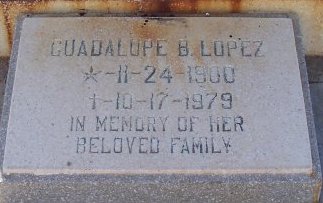 GUADALUPE B. LOPEZ
☆-11-24-1900
†-10-17-1979
IN MEMORY OF HER
BELOVED FAMILY